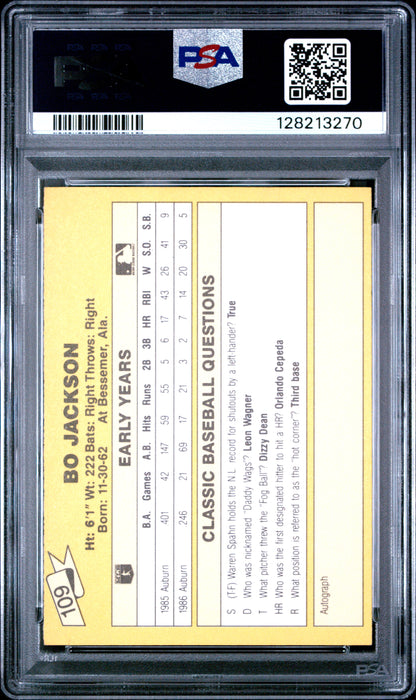 PSA
128213270
109
BO JACKSON
Ht: 6'1" Wt: 222 Bats: Right Throws: Right
Born: 11-30-62 At Bessemer, Ala.
EARLY YEARS
B.A. Games A.B. Hits Runs 2B 3B HR RBI W S.O. S.B.
1985 Auburn 401 42 147 59 55 5 6 17 43 26 41 9
1986 Auburn 246 21 69 17 21 3 2 7 14 20 30 5
CLASSIC BASEBALL QUESTIONS
S (TF) Warren Spahn holds the N.L. record for shutouts by a left hander? True
D Who was nicknamed "Daddy Wags"? Leon Wagner
T What pitcher threw the "Fog Ball"? Dizzy Dean
HR Who was the first designated hitter to hit a HR? Orlando Cepeda
R What position is referred to as the "hot corner"? Third base
Autograph